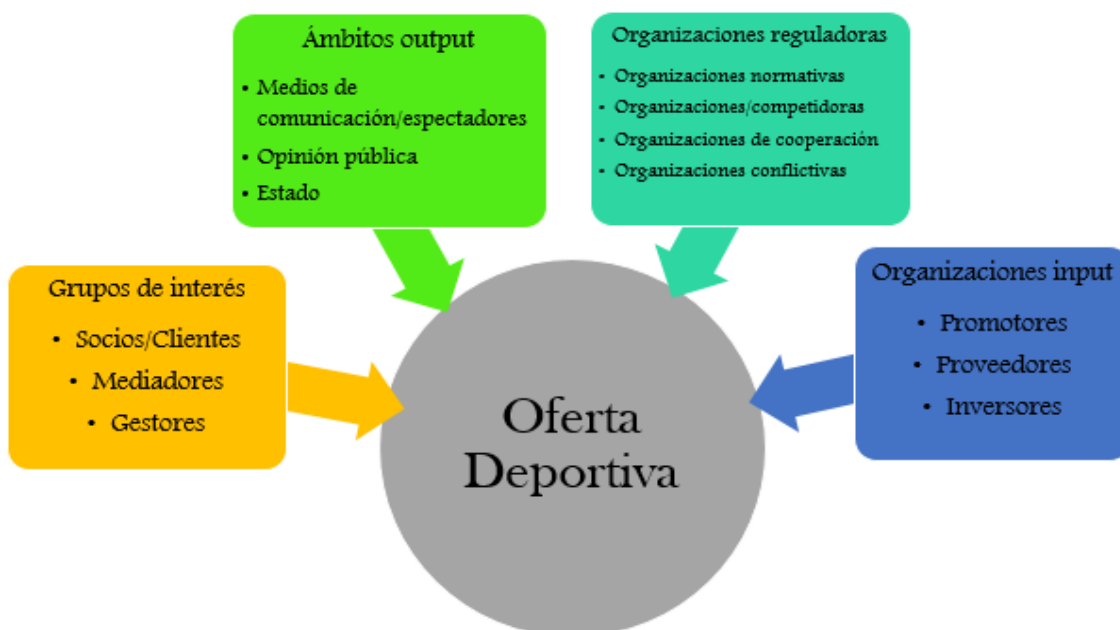 Ámbitos output
• Medios de
comunicación/espectadores
• Opinión pública
• Estado
Organizaciones reguladoras
• Organizaciones normativas
• Organizaciones/competidoras
• Organizaciones de cooperación
• Organizaciones conflictivas
Grupos de interés
• Socios/Clientes
• Mediadores
• Gestores
Organizaciones input
• Promotores
• Proveedores
• Inversores
Oferta
Deportiva